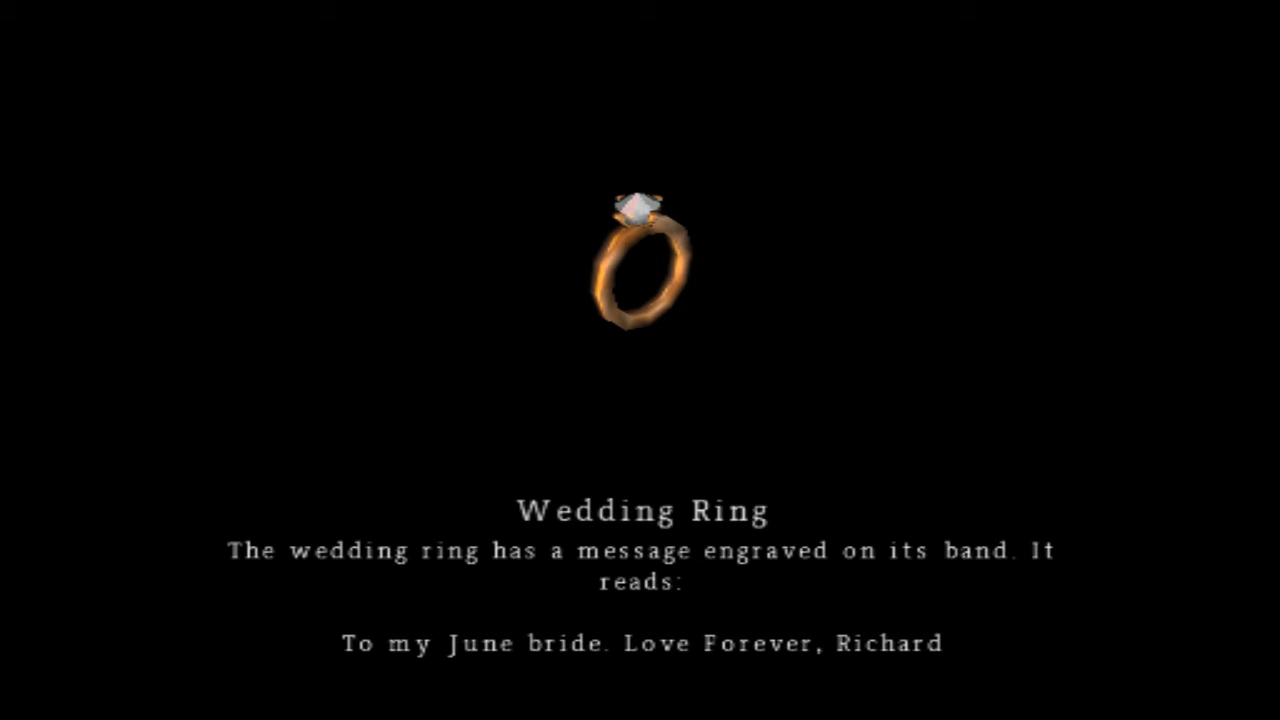 Wedding Ring
The wedding ring has a message engraved on its band. It
reads:
To my June bride. Love Forever, Richard